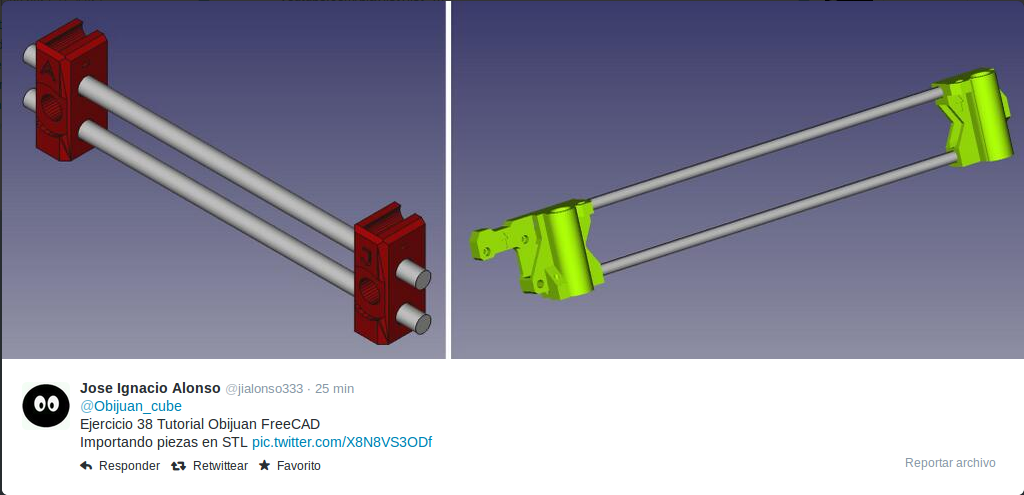 Jose Ignacio Alonso @jialonso333 · 25 min
@Obijuan_cube
Ejercicio 38 Tutorial Obijuan FreeCAD
Importando piezas en STL pic.twitter.com/X8N8VS3ODf
Responder Retwittear Favorito
Reportar archivo